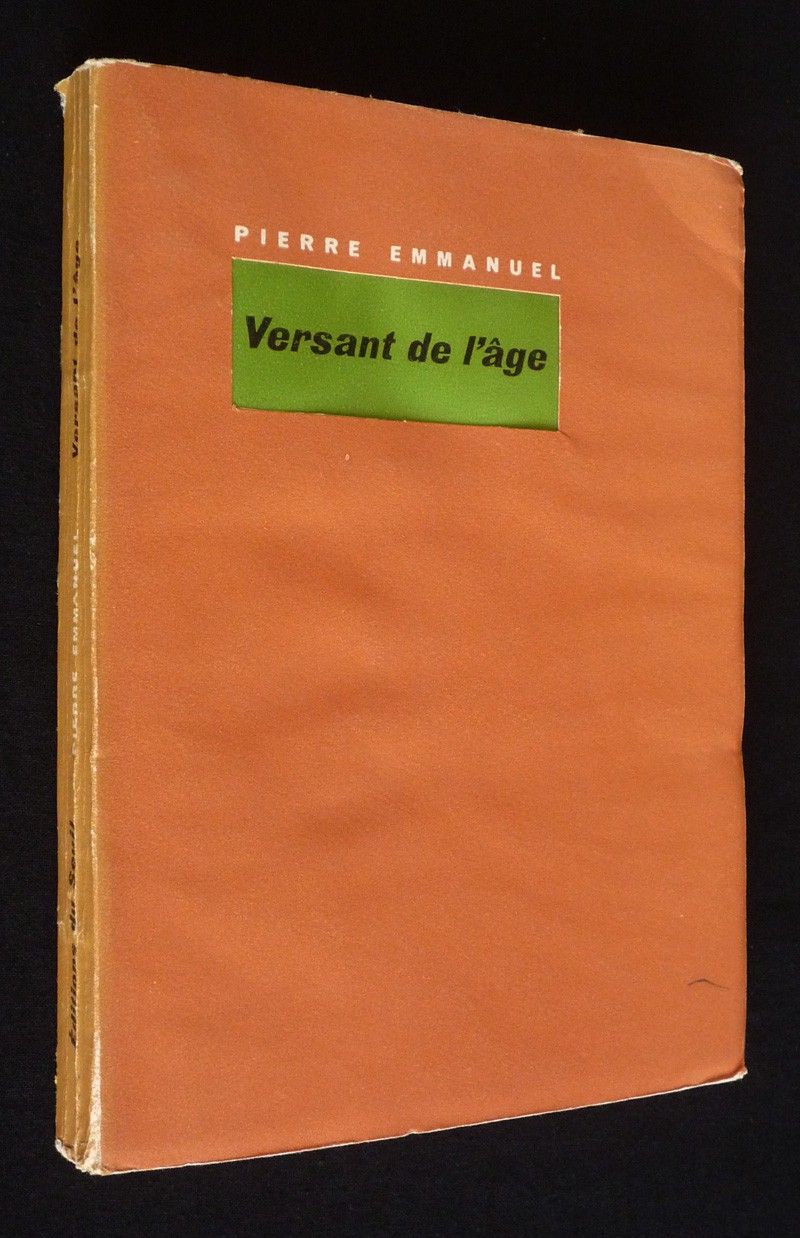 PIERRE EMMANUEL
Versant de l'âge
Editions du Seuil PIERRE EMMANUEL Versant de l'âge